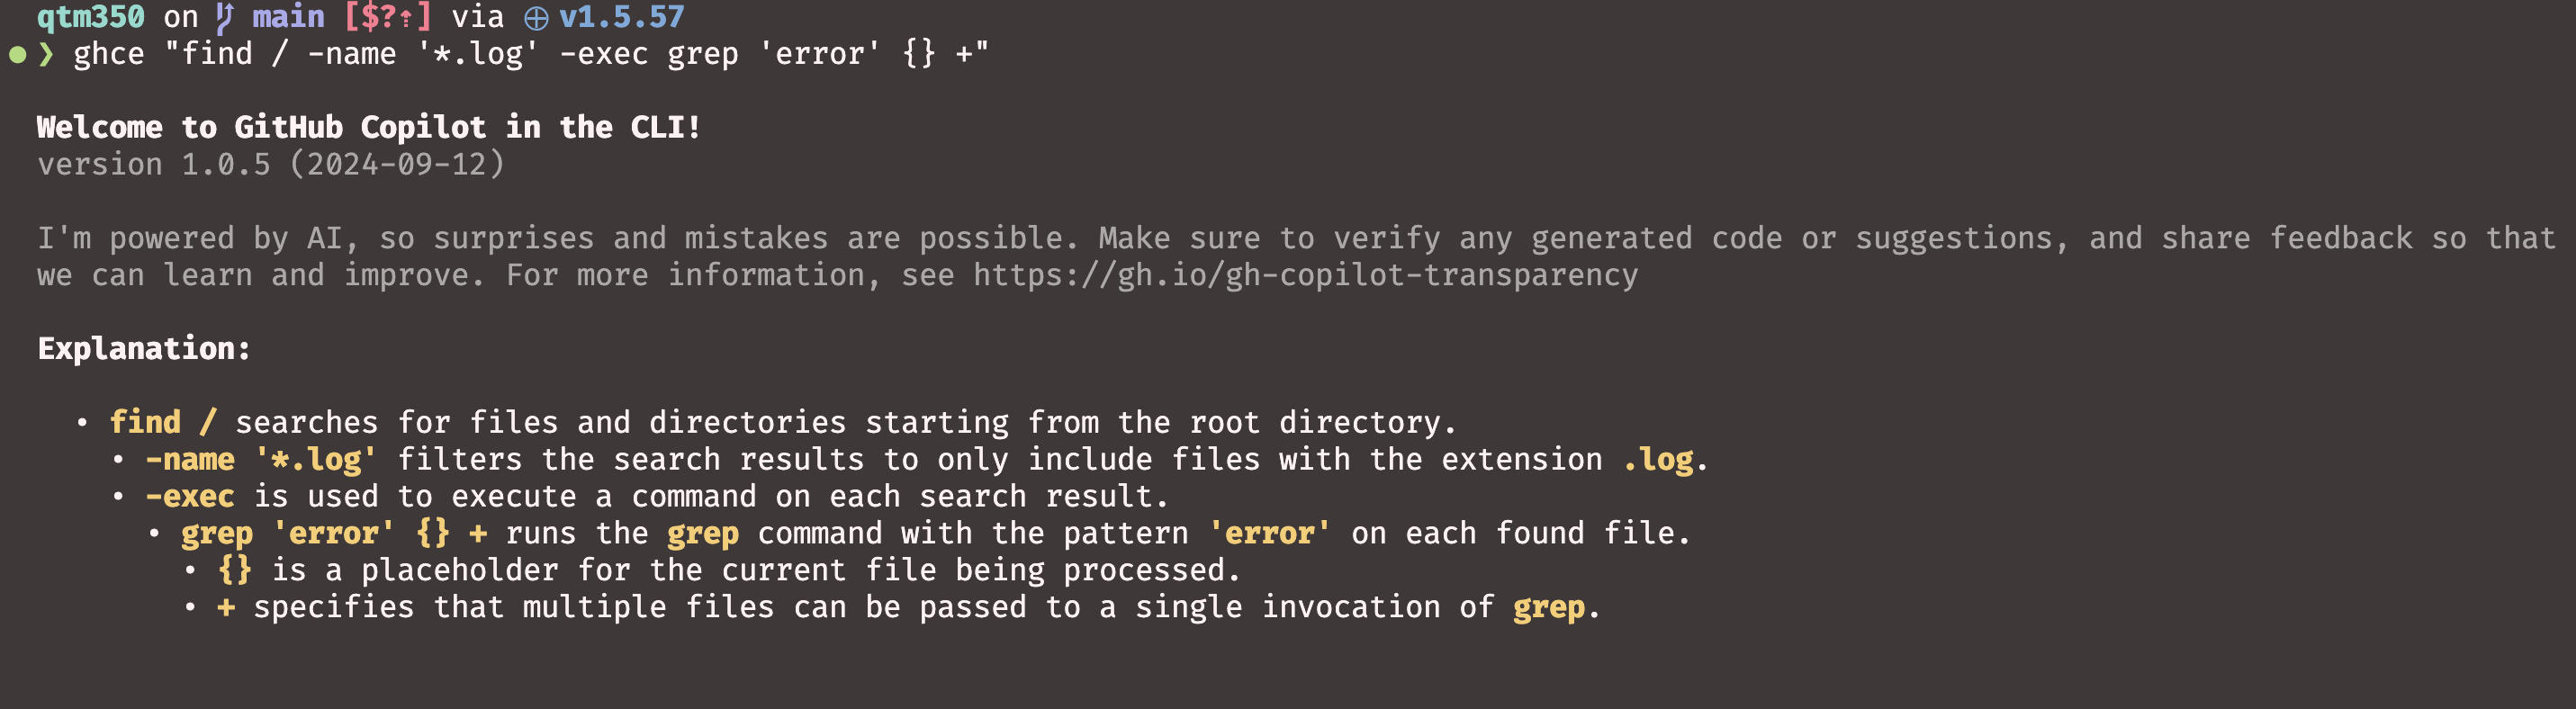 qtm350 on main [$?⇡] via v1.5.57
❯ ghce "find / -name '*.log' -exec grep 'error' {} +"
Welcome to GitHub Copilot in the CLI!
version 1.0.5 (2024-09-12)
I'm powered by AI, so surprises and mistakes are possible. Make sure to verify any generated code or suggestions, and share feedback so that
we can learn and improve. For more information, see https://gh.io/gh-copilot-transparency
Explanation:
• find / searches for files and directories starting from the root directory.
• -name '*.log' filters the search results to only include files with the extension .log.
• -exec is used to execute a command on each search result.
• grep 'error' {} + runs the grep command with the pattern 'error' on each found file.
• {} is a placeholder for the current file being processed.
• + specifies that multiple files can be passed to a single invocation of grep.